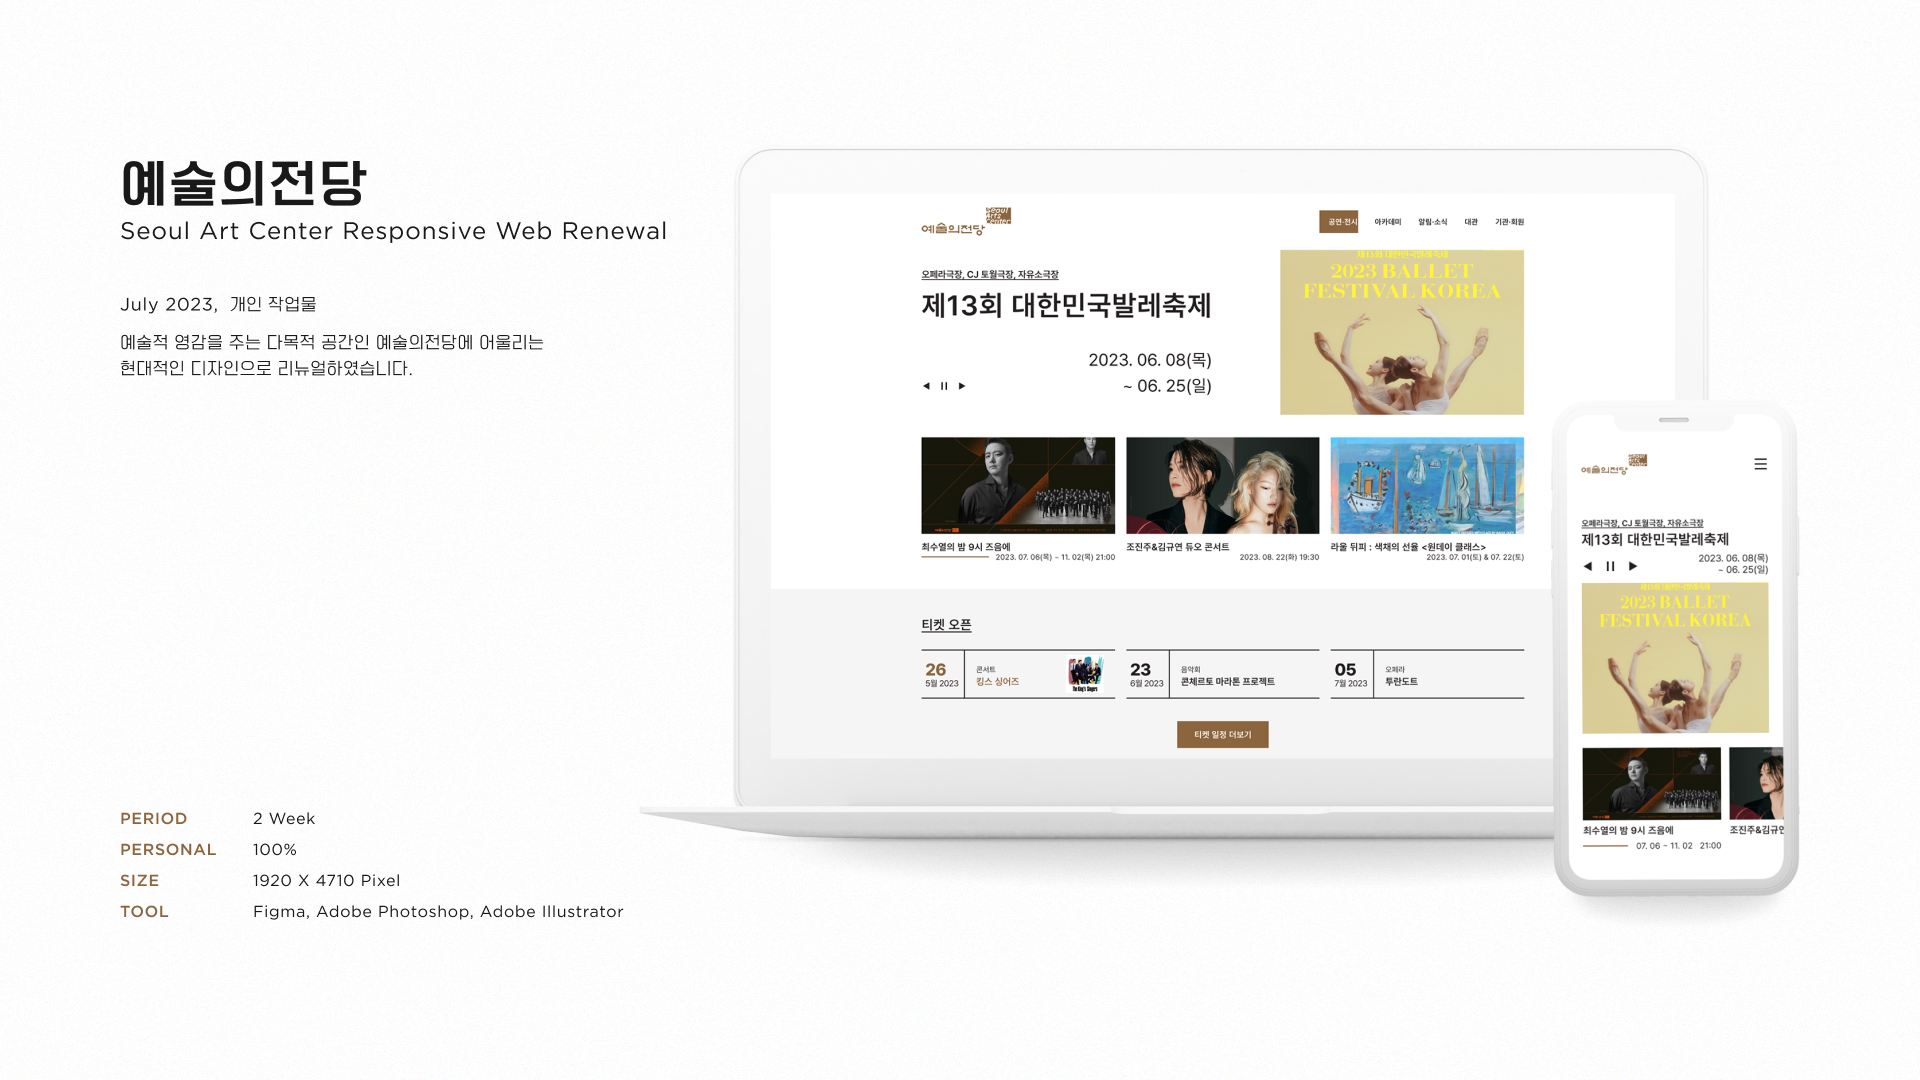 예술의전당
Seoul Art Center Responsive Web Renewal
July 2023, 개인 작업물
예술적 영감을 주는 다목적 공간인 예술의전당에 어울리는
현대적인 디자인으로 리뉴얼하였습니다.
PERIOD 2 Week
PERSONAL 100%
SIZE 1920 X 4710 Pixel
TOOL Figma, Adobe Photoshop, Adobe Illustrator
예술의전당 Seoul Arts Center
공연·전시 아카데미 알림·소식 대관 기관·회원
오페라극장, CJ 토월극장, 자유소극장
제13회 대한민국발레축제
2023. 06. 08(목)
~ 06. 25(일)
제13회 대한민국발레축제
2023 BALLET
FESTIVAL KOREA
최수열의 밤 9시 즈음에
2023. 07. 06(목) ~ 11. 02(목) 21:00
조진주&김규연 듀오 콘서트
2023. 08. 22(화) 19:30
라울 뒤피 : 색채의 선율 <원데이 클래스>
2023. 07. 01(토) & 07. 22(토)
티켓 오픈
26
5월 2023
콘서트
킹스 싱어즈
The King's Singers
23
6월 2023
음악회
콘체르토 마라톤 프로젝트
05
7월 2023
오페라
투란도트
티켓 일정 더보기
예술의전당 Seoul Arts Center
오페라극장, CJ 토월극장, 자유소극장
제13회 대한민국발레축제
2023. 06. 08(목)
~ 06. 25(일)
2023 BALLET
FESTIVAL KOREA
최수열의 밤 9시 즈음에
07. 06 ~ 11. 02 21:00
조진주&김규연